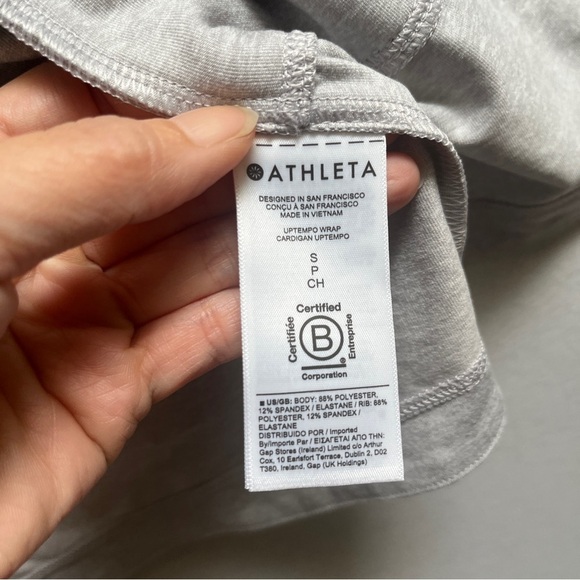 ATHLETA
DESIGNED IN SAN FRANCISCO
CONÇU À SAN FRANCISCO
MADE IN VIETNAM
UPTEMPO WRAP
CARDIGAN UPTEMPO
S
P
CH
Certified
Certifiée
B
Entreprise
®
Corporation
■ US/GB: BODY: 88% POLYESTER,
12% SPANDEX / ELASTANE / RIB: 88%
POLYESTER, 12% SPANDEX /
ELASTANE
DISTRIBUIDO POR / Imported
By/Importe Par / ΕΙΣΑΓΕΤΑΙ ΑΠΟ ΤΗΝ:
Gap Stores (Ireland) Limited c/o Arthur
Cox, 10 Earlsfort Terrace, Dublin 2, D02
T380, Ireland, Gap (UK Holdings)